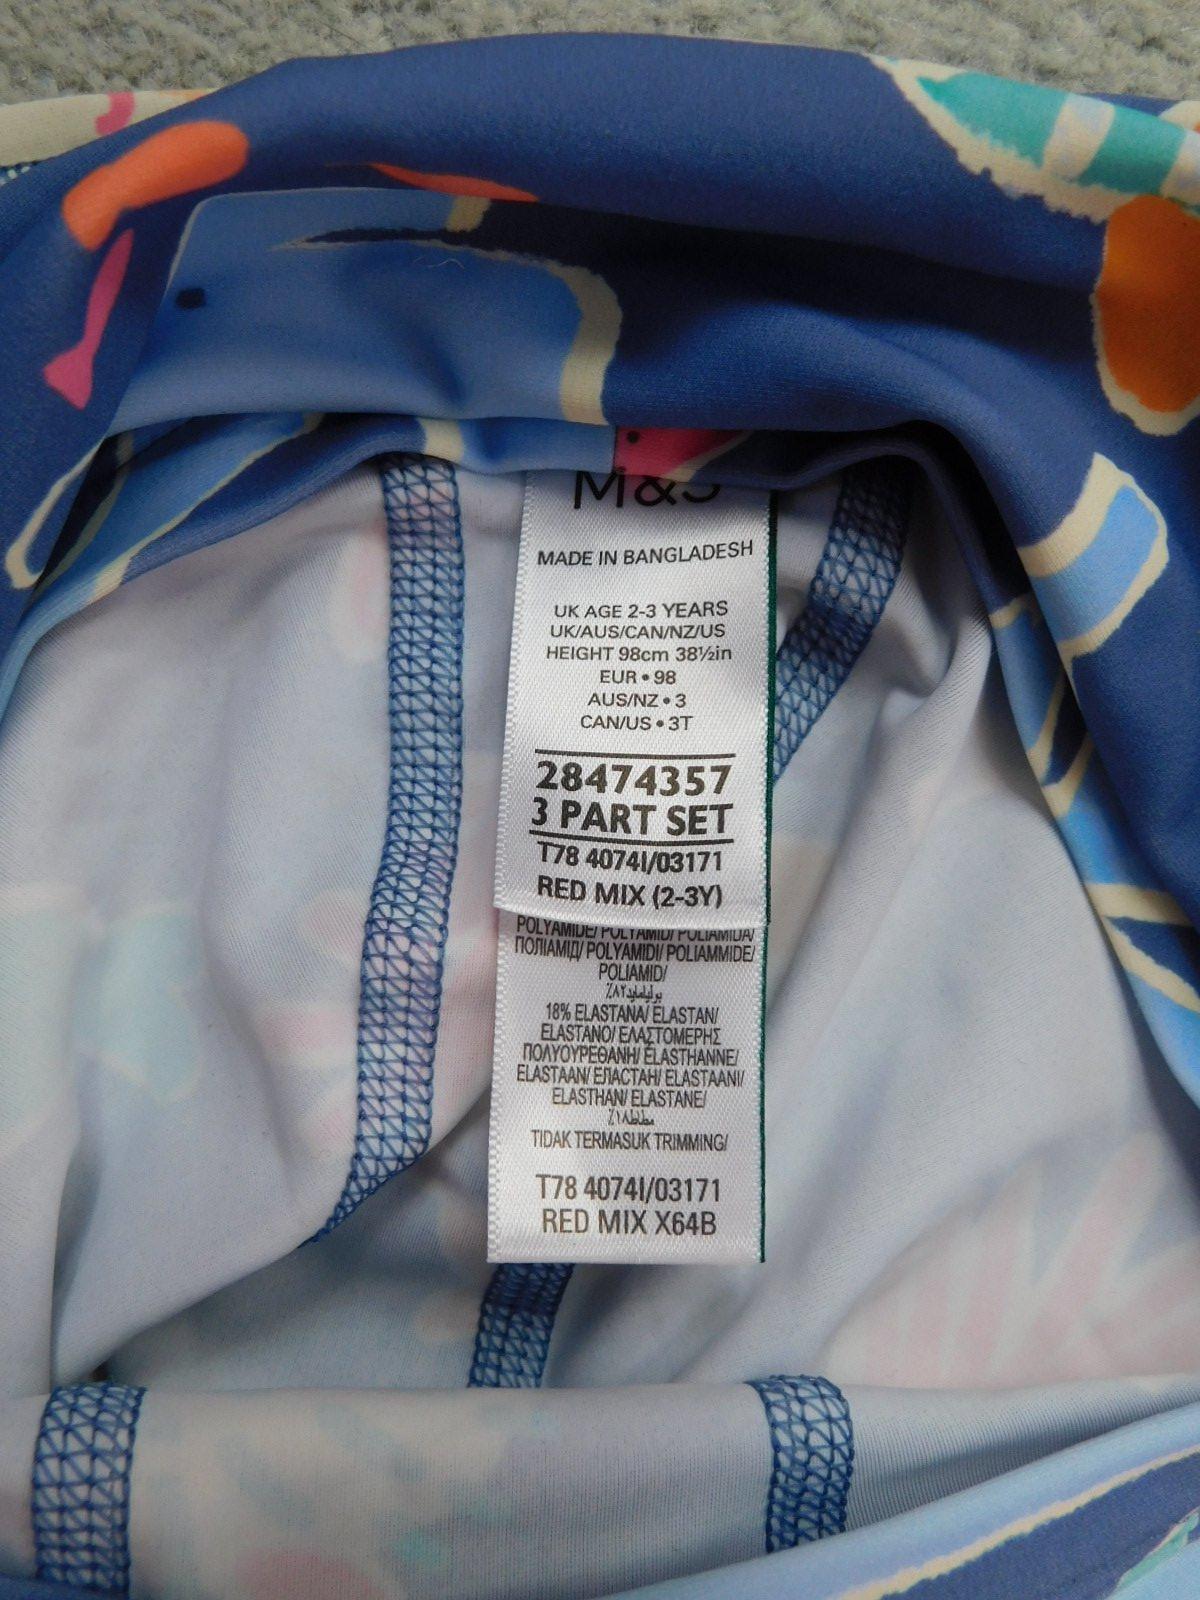 M&S
MADE IN BANGLADESH
UK AGE 2-3 YEARS
UK/AUS/CAN/NZ/US
HEIGHT 98cm 38½in
EUR • 98
AUS/NZ • 3
CAN/US • 3T
28474357
3 PART SET
T78 4074I/03171
RED MIX (2-3Y)
POLYAMIDE/ POLYAMID/ POLIAMIDA/
ПОЛІАМІД/ POLYAMIDI/ POLIAMMIDE/
POLIAMID/
بولياميد٨٢٪
18% ELASTANA/ ELASTAN/
ELASTANO/ ΕΛΑΣΤΟΜΕΡΗΣ
ΠΟΛΥΟΥΡΕΘΑΝΗ/ ÉLASTHANNE/
ELASTAAN/ ЕЛАСТАН/ ELASTAANI/
ELASTHAN/ ELASTANE/
مطاط١٨٪
TIDAK TERMASUK TRIMMING/
T78 4074I/03171
RED MIX X64B